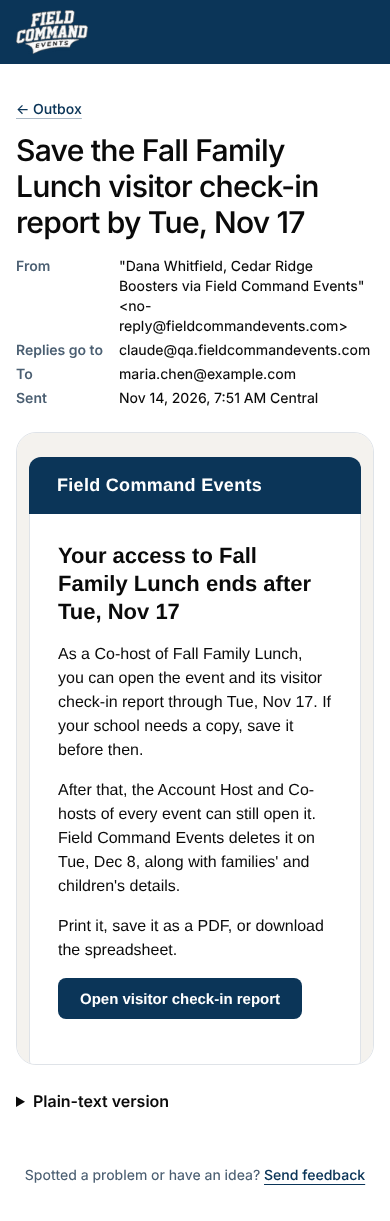 FIELD
COMMAND
EVENTS
← Outbox
Save the Fall Family
Lunch visitor check-in
report by Tue, Nov 17
From
"Dana Whitfield, Cedar Ridge
Boosters via Field Command Events"
<no-
reply@fieldcommandevents.com>
Replies go to claude@qa.fieldcommandevents.com
To maria.chen@example.com
Sent Nov 14, 2026, 7:51 AM Central
Field Command Events
Your access to Fall
Family Lunch ends after
Tue, Nov 17
As a Co-host of Fall Family Lunch,
you can open the event and its visitor
check-in report through Tue, Nov 17. If
your school needs a copy, save it
before then.
After that, the Account Host and Co-
hosts of every event can still open it.
Field Command Events deletes it on
Tue, Dec 8, along with families' and
children's details.
Print it, save it as a PDF, or download
the spreadsheet.
Open visitor check-in report
Plain-text version
Spotted a problem or have an idea? Send feedback